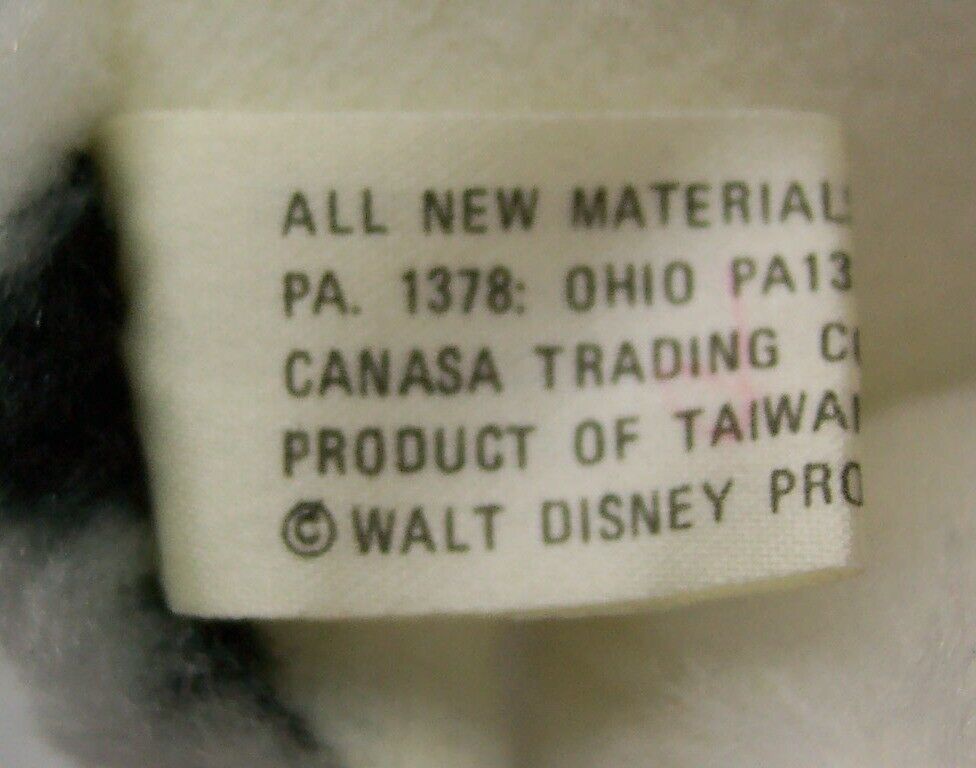 ALL NEW MATERIAL
PA. 1378: OHIO PA13
CANASA TRADING C
PRODUCT OF TAIWA
©WALT DISNEY PRO